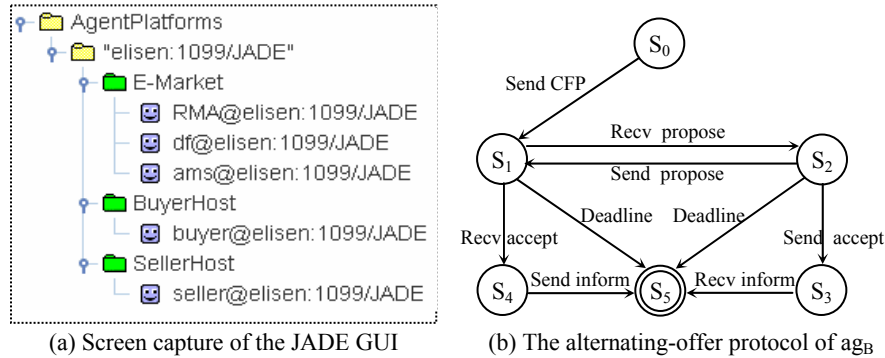 AgentPlatforms
"elisen:1099/JADE"
E-Market
RMA@elisen:1099/JADE
df@elisen:1099/JADE
ams@elisen:1099/JADE
BuyerHost
buyer@elisen:1099/JADE
SellerHost
seller@elisen:1099/JADE
(a) Screen capture of the JADE GUI
S0
Send CFP
Recv propose
S1
S2
Send propose
Deadline
Deadline
Recv accept
Send accept
S4
Send inform
S5
Recv inform
S3
(b) The alternating-offer protocol of agB